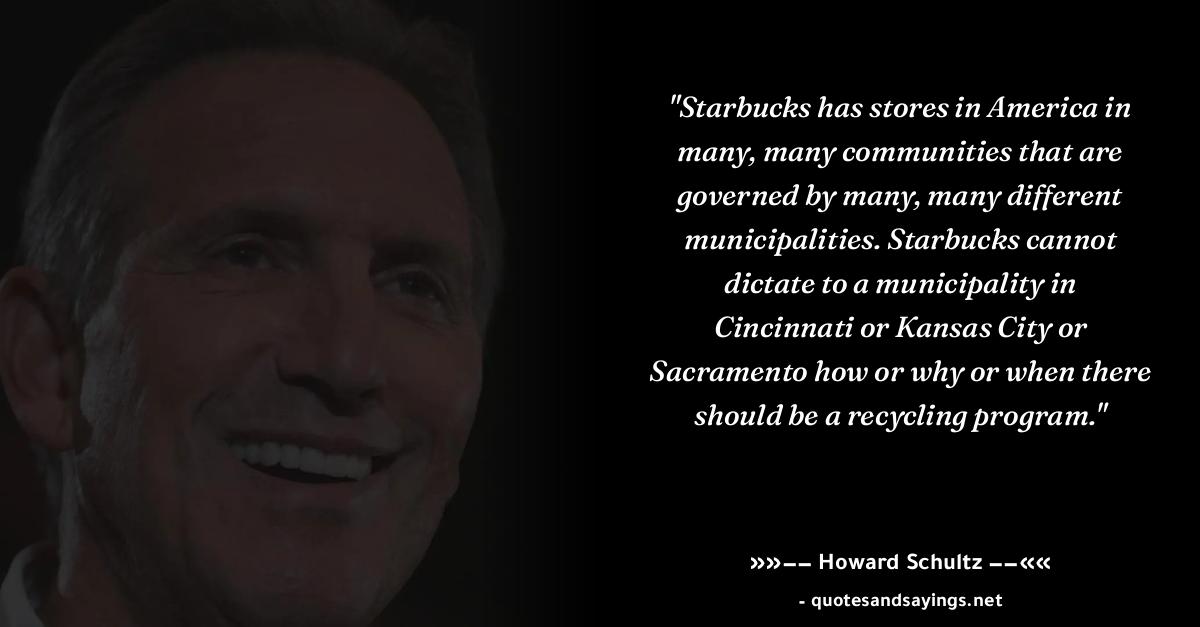 "Starbucks has stores in America in
many, many communities that are
governed by many, many different
municipalities. Starbucks cannot
dictate to a municipality in
Cincinnati or Kansas City or
Sacramento how or why or when there
should be a recycling program."
»»−− Howard Schultz −−««
- quotesandsayings.net